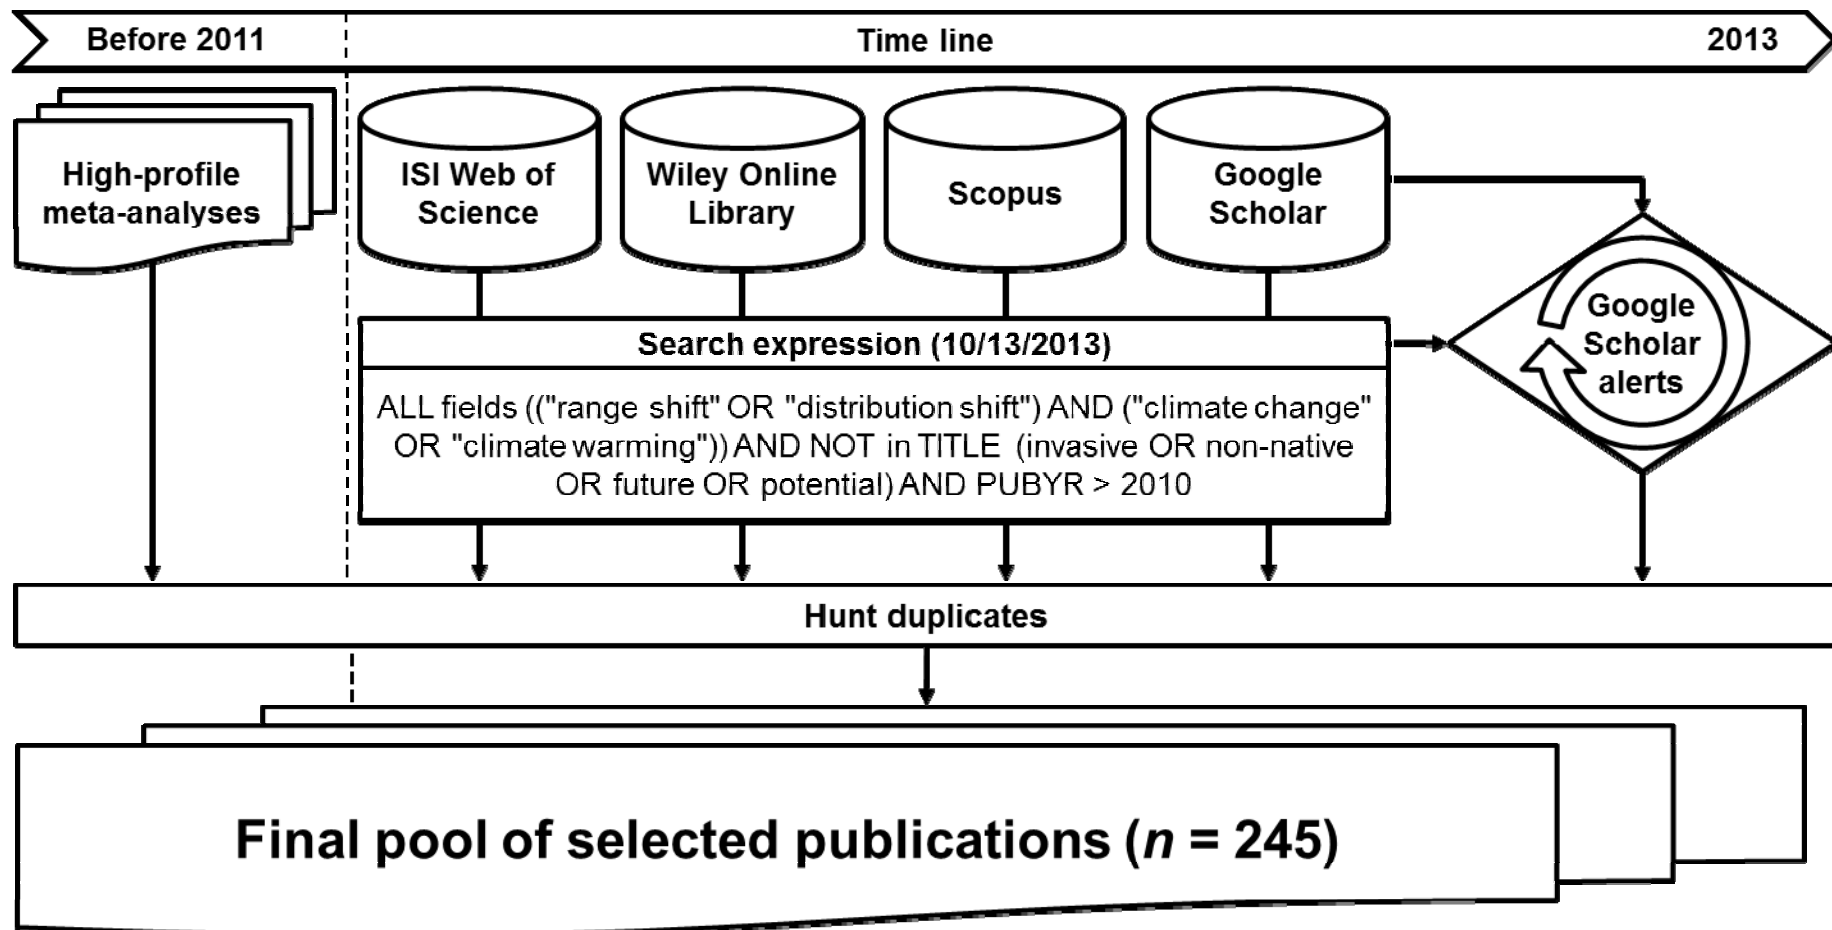 Before 2011
Time line
2013
High-profile
meta-analyses
ISI Web of
Science
Wiley Online
Library
Scopus
Google
Scholar
Google
Scholar
alerts
Search expression (10/13/2013)
ALL fields (("range shift" OR "distribution shift") AND ("climate change"
OR "climate warming")) AND NOT in TITLE (invasive OR non-native
OR future OR potential) AND PUBYR > 2010
Hunt duplicates
Final pool of selected publications (n = 245)